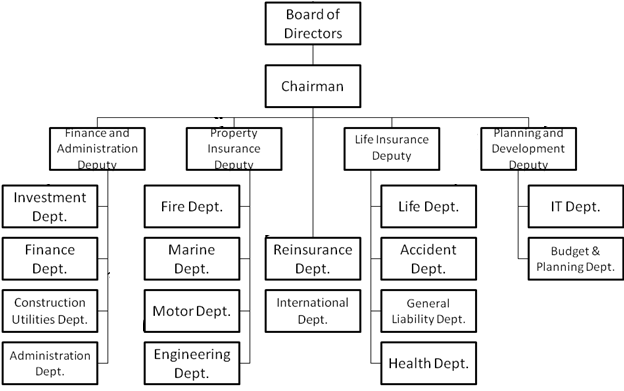 Board of
Directors
Chairman
Finance and
Administration
Deputy
Property
Insurance
Deputy
Life Insurance
Deputy
Planning and
Development
Deputy
Investment
Dept.
Fire Dept.
Life Dept.
IT Dept.
Finance
Dept.
Marine
Dept.
Reinsurance
Dept.
Accident
Dept.
Budget &
Planning Dept.
Construction
Utilities Dept.
Motor Dept.
International
Dept.
General
Liability Dept.
Administration
Dept.
Engineering
Dept.
Health Dept.